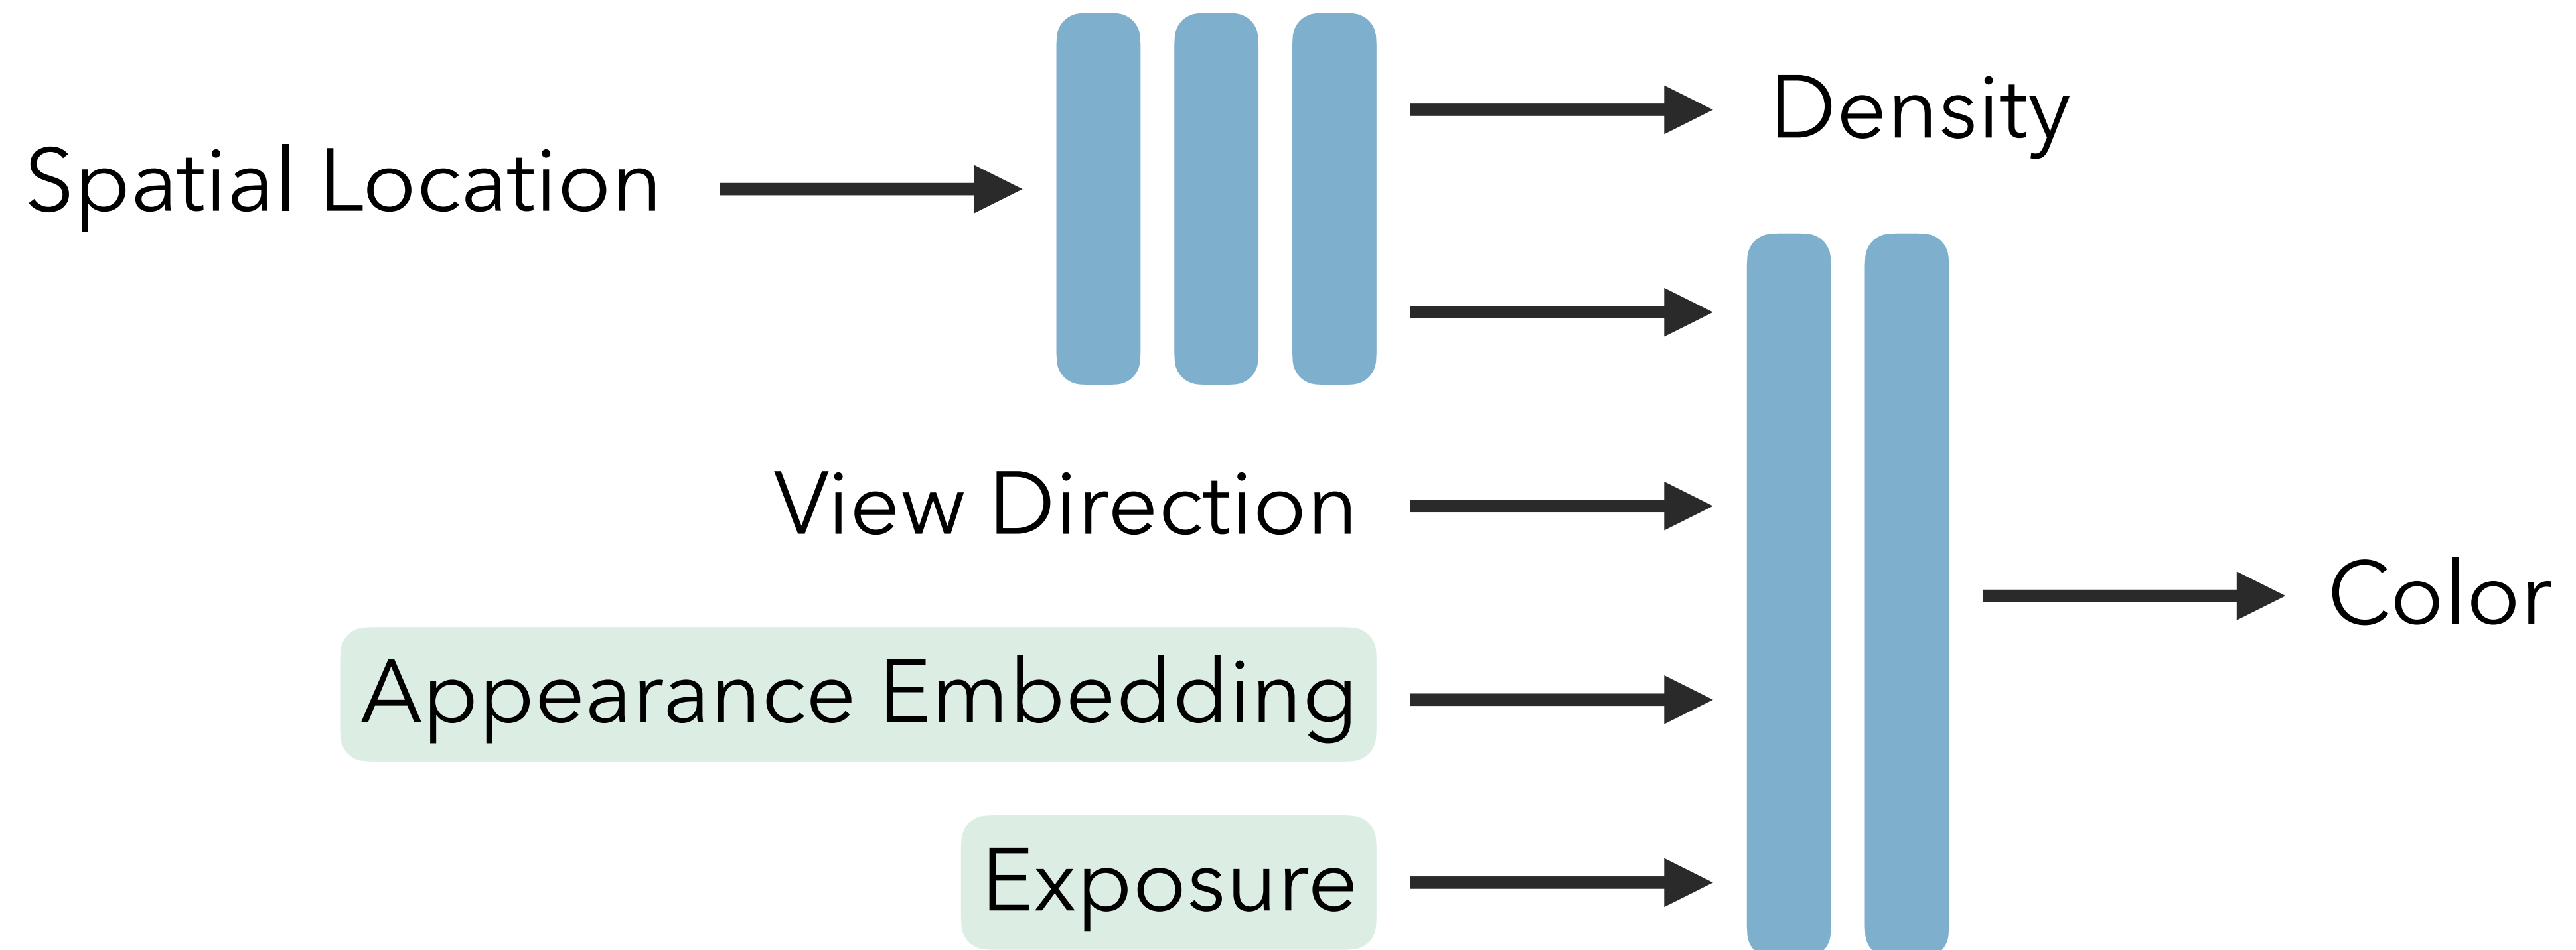 Spatial Location
Density
View Direction
Appearance Embedding
Exposure
Color